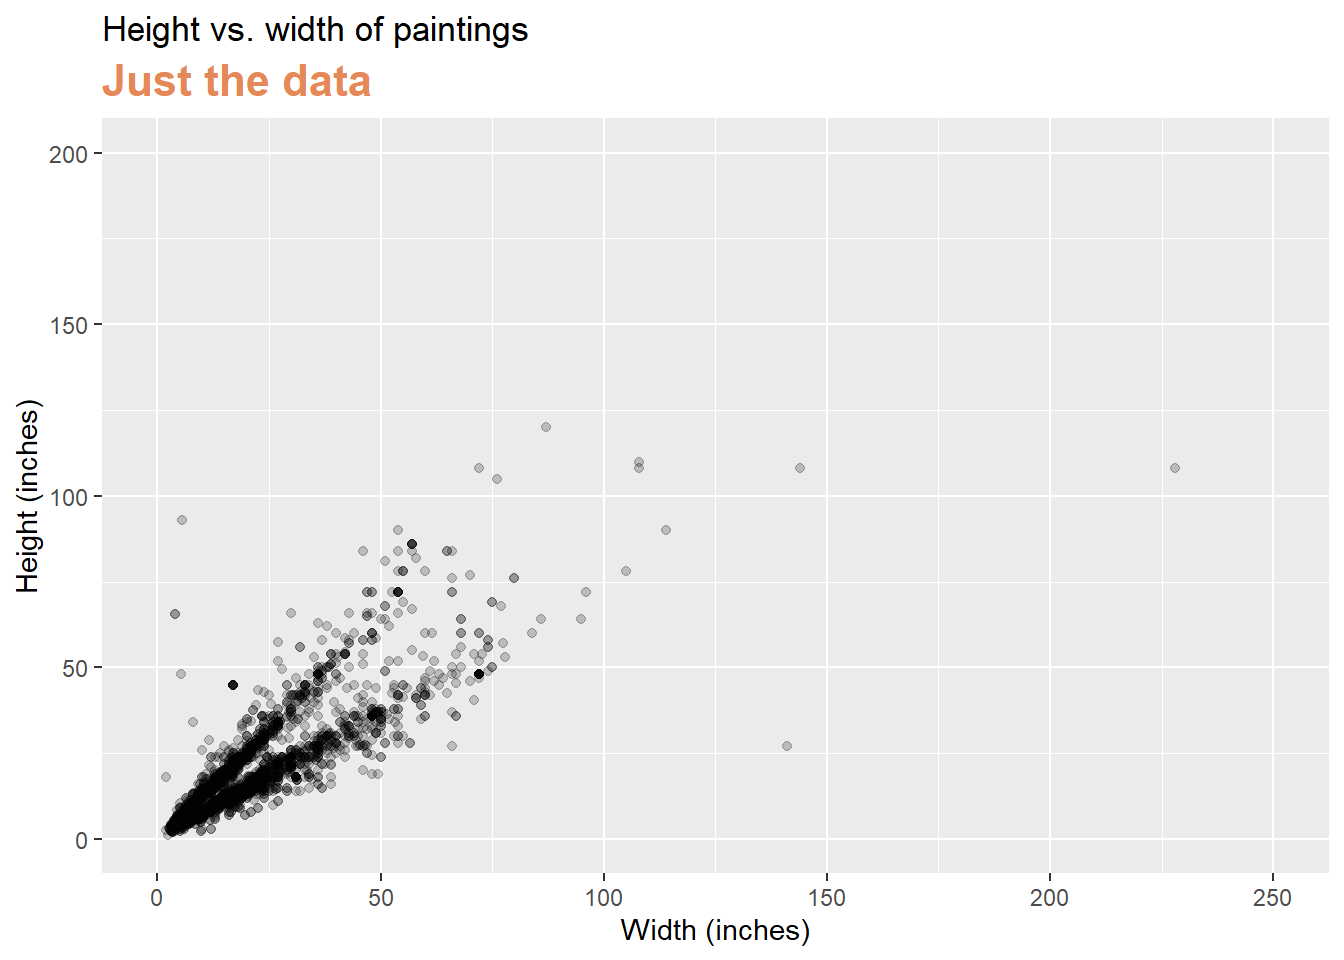 Height vs. width of paintings
Just the data
200
150
100
50
0
Height (inches)
0 50 100 150 200 250
Width (inches)